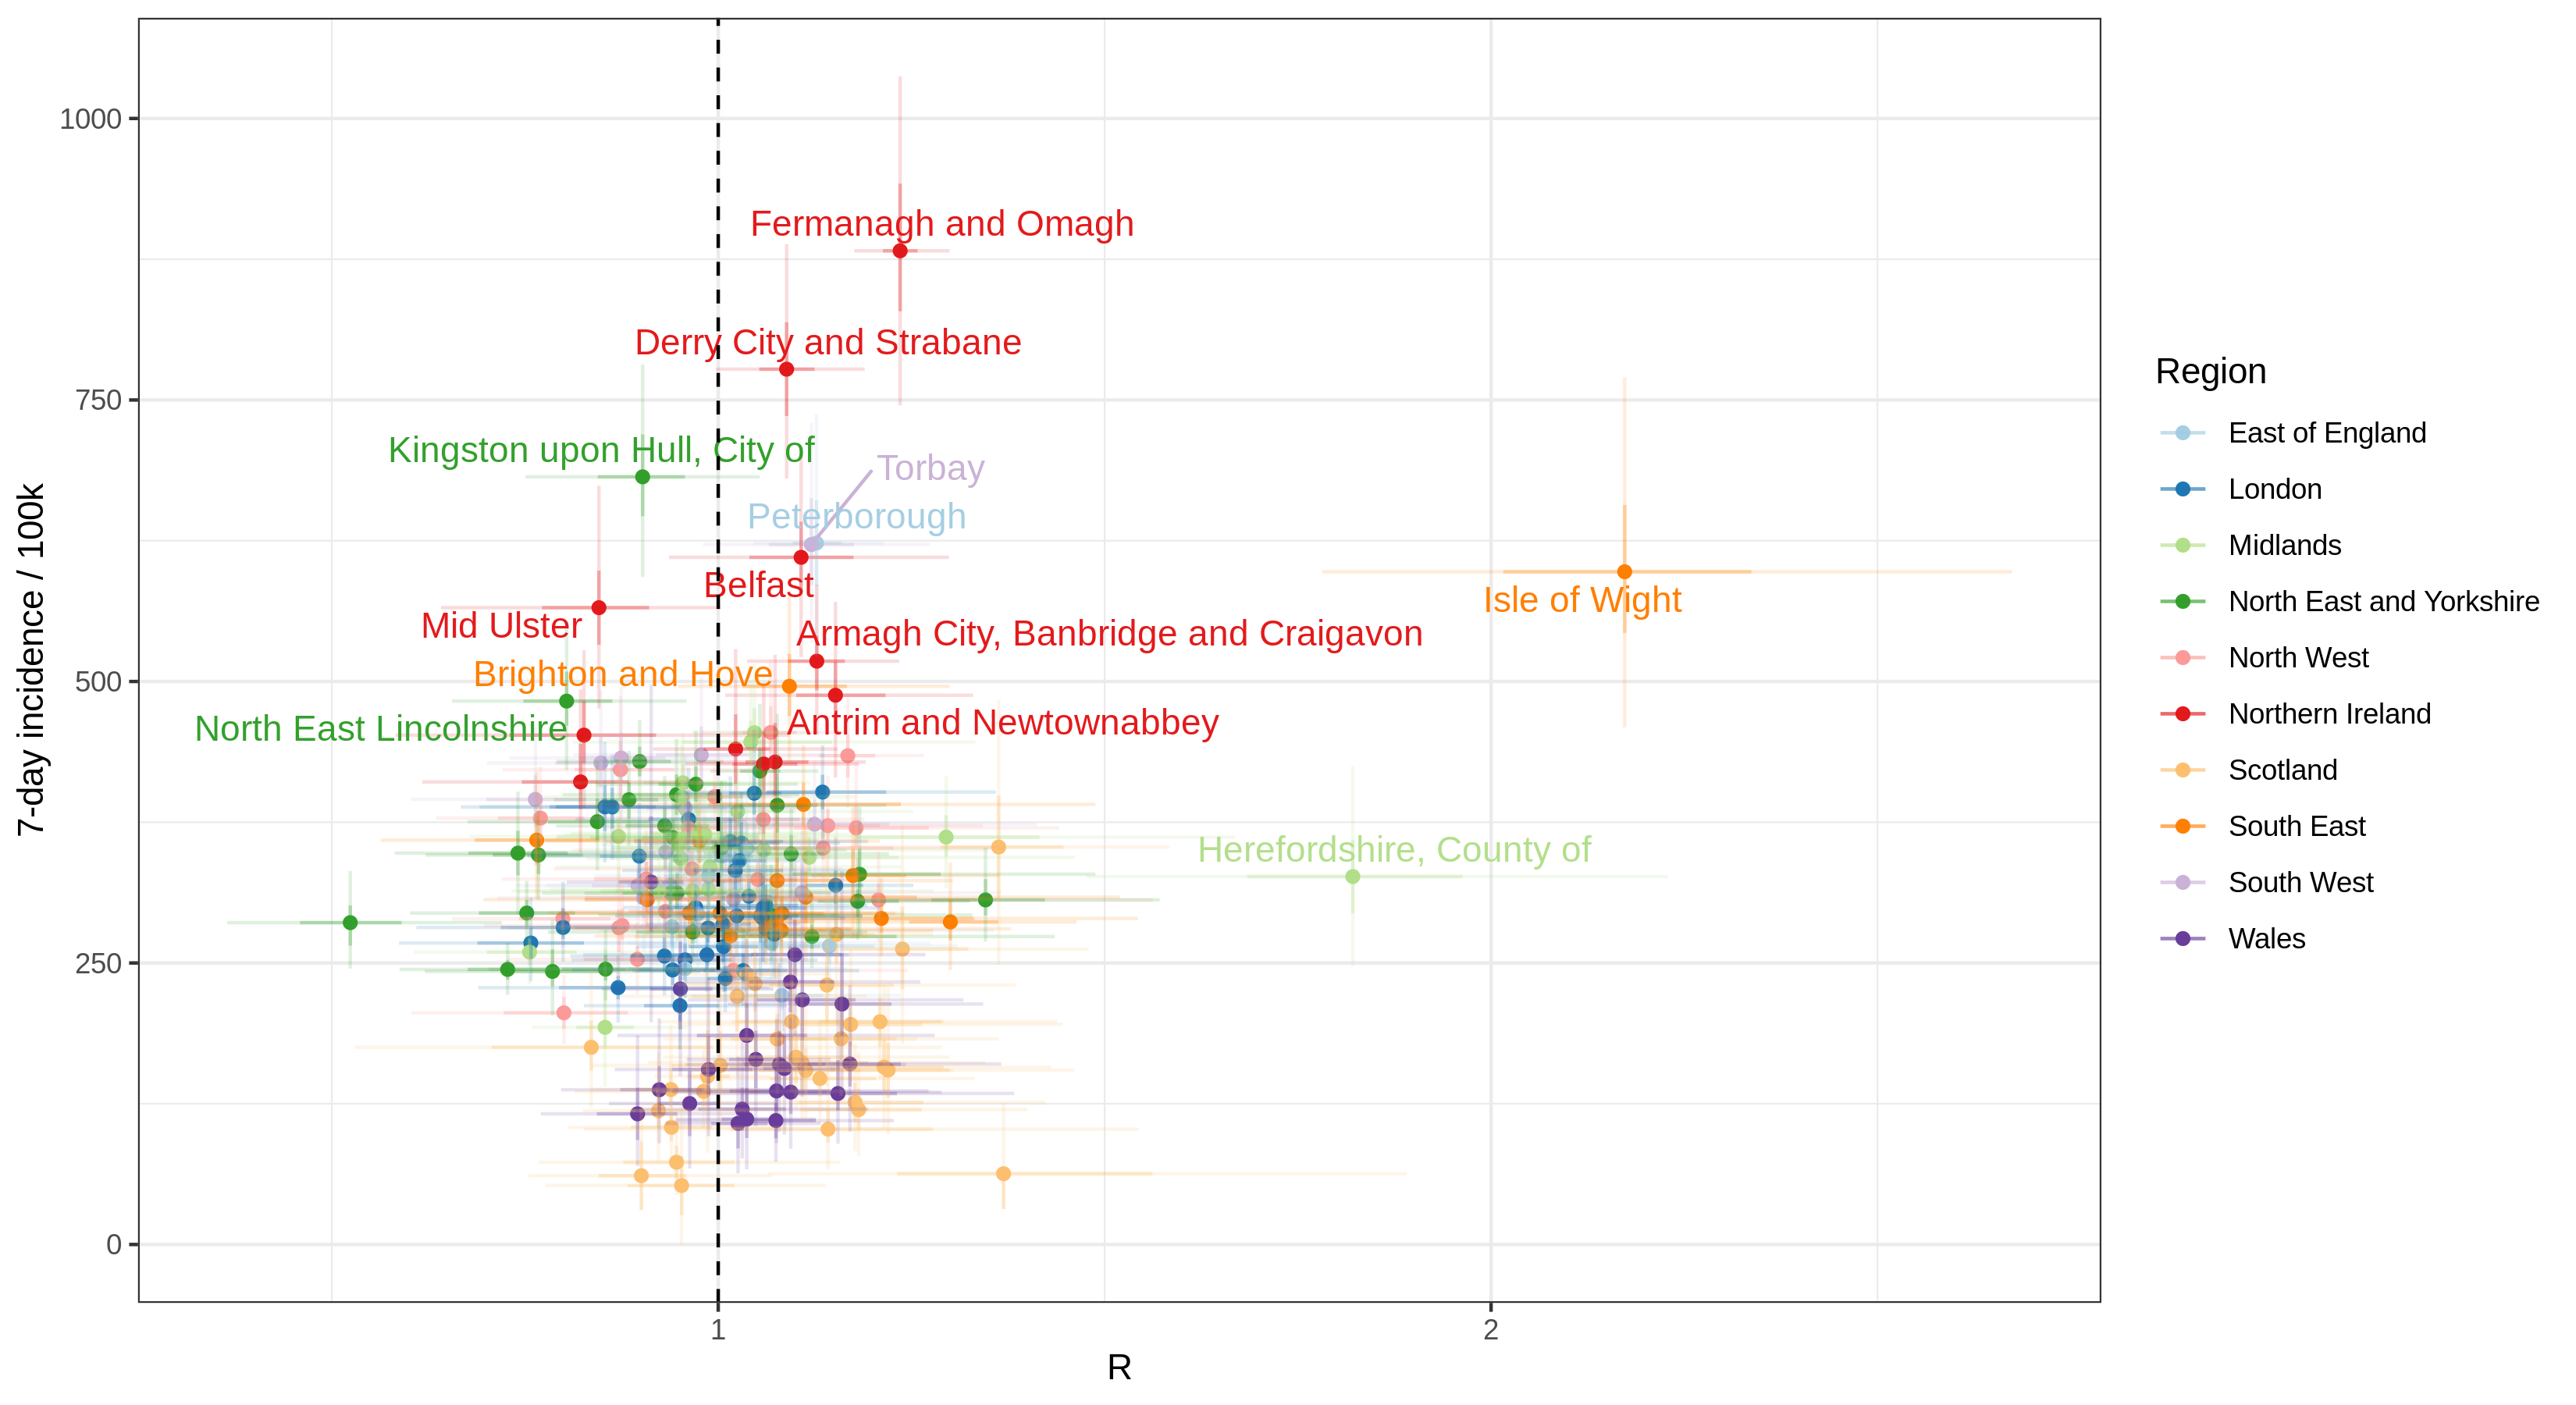 1000
750
500
250
0
7-day incidence / 100k
Fermanagh and Omagh
Derry City and Strabane
Kingston upon Hull, City of
Torbay
Peterborough
Belfast
Isle of Wight
Mid Ulster
Armagh City, Banbridge and Craigavon
Brighton and Hove
North East Lincolnshire
Antrim and Newtownabbey
Herefordshire, County of
1
2
R
Region
East of England
London
Midlands
North East and Yorkshire
North West
Northern Ireland
Scotland
South East
South West
Wales